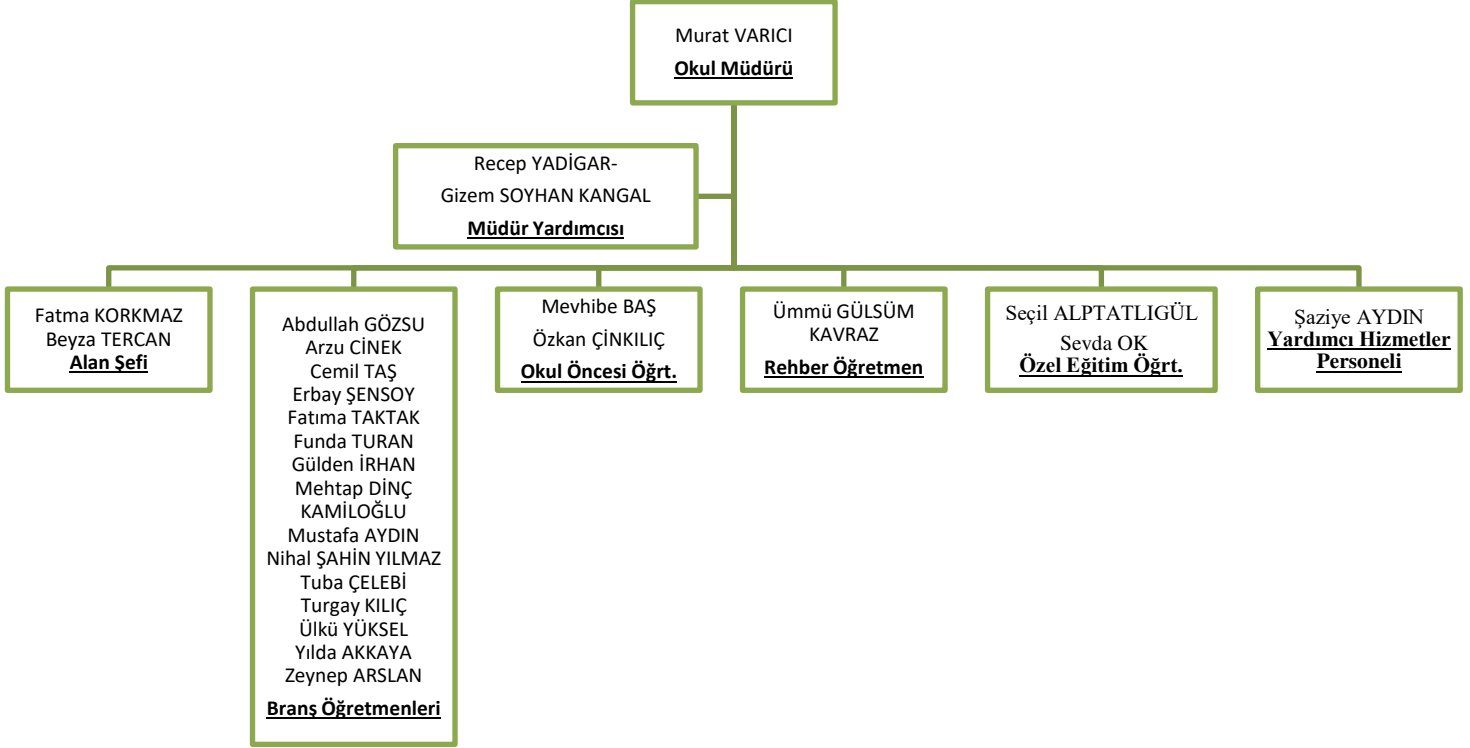 Murat VARICI
Okul Müdürü
Recep YADİGAR-
Gizem SOYHAN KANGAL
Müdür Yardımcısı
Fatma KORKMAZ
Beyza TERCAN
Alan Şefi
Abdullah GÖZSU
Arzu CİNEK
Cemil TAŞ
Erbay ŞENSOY
Fatıma TAKTAK
Funda TURAN
Gülden İRHAN
Mehtap DİNÇ
KAMİLOĞLU
Mustafa AYDIN
Nihal ŞAHİN YILMAZ
Tuba ÇELEBİ
Turgay KILIÇ
Ülkü YÜKSEL
Yılda AKKAYA
Zeynep ARSLAN
Branş Öğretmenleri
Mevhibe BAŞ
Özkan ÇİNKILIÇ
Okul Öncesi Öğrt.
Ümmü GÜLSÜM
KAVRAZ
Rehber Öğretmen
Seçil ALPTATLIGÜL
Sevda OK
Özel Eğitim Öğrt.
Şaziye AYDIN
Yardımcı Hizmetler
Personeli